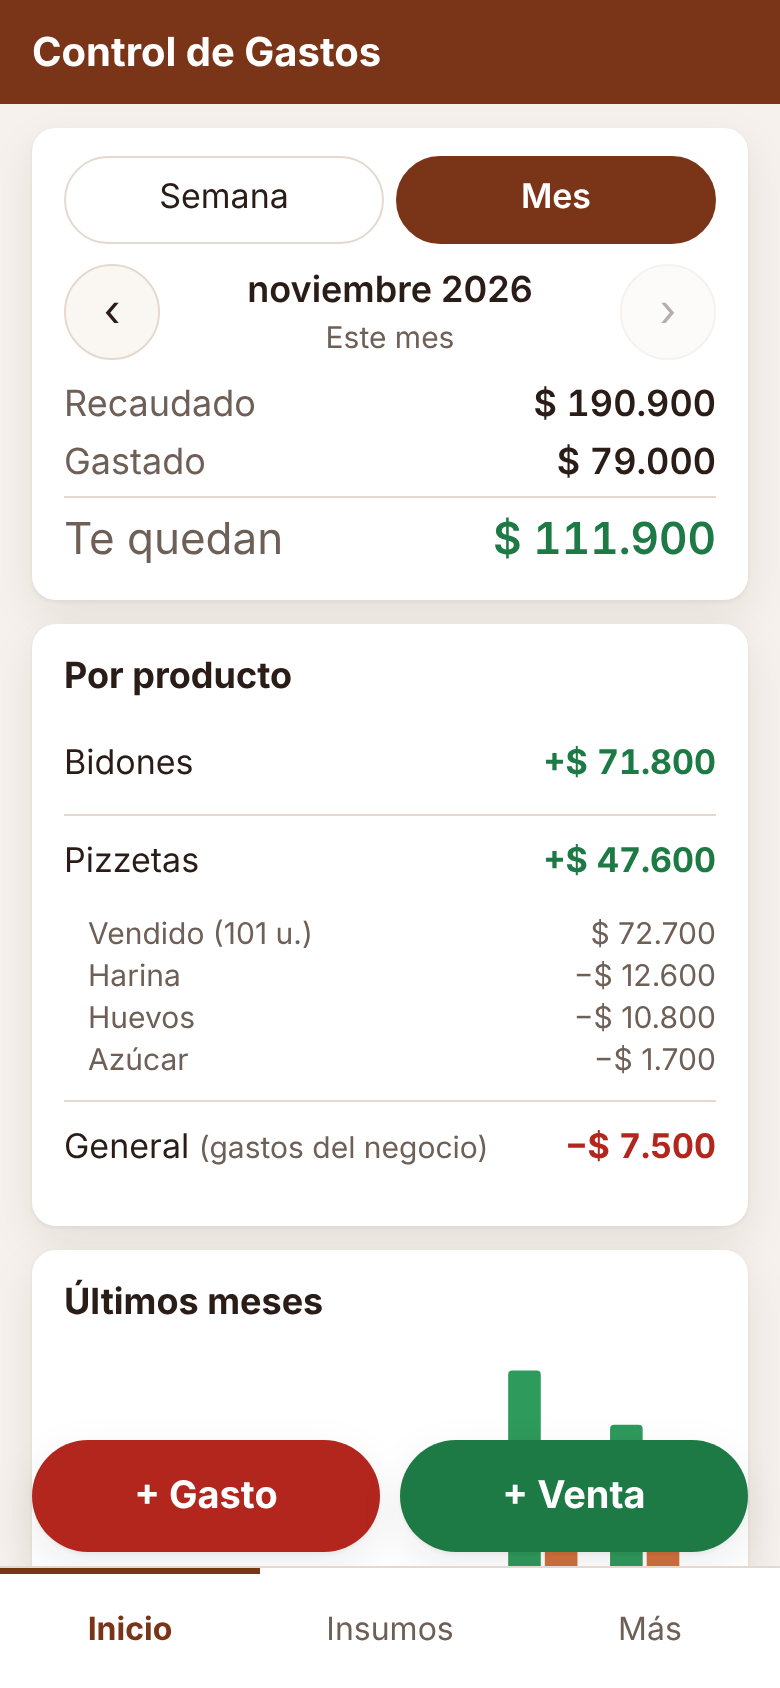 Control de Gastos
Semana Mes
‹ noviembre 2026 ›
Este mes
Recaudado $ 190.900
Gastado $ 79.000
Te quedan $ 111.900
Por producto
Bidones +$ 71.800
Pizzetas +$ 47.600
Vendido (101 u.) $ 72.700
Harina −$ 12.600
Huevos −$ 10.800
Azúcar −$ 1.700
General (gastos del negocio) −$ 7.500
Últimos meses
+ Gasto + Venta
Inicio Insumos Más